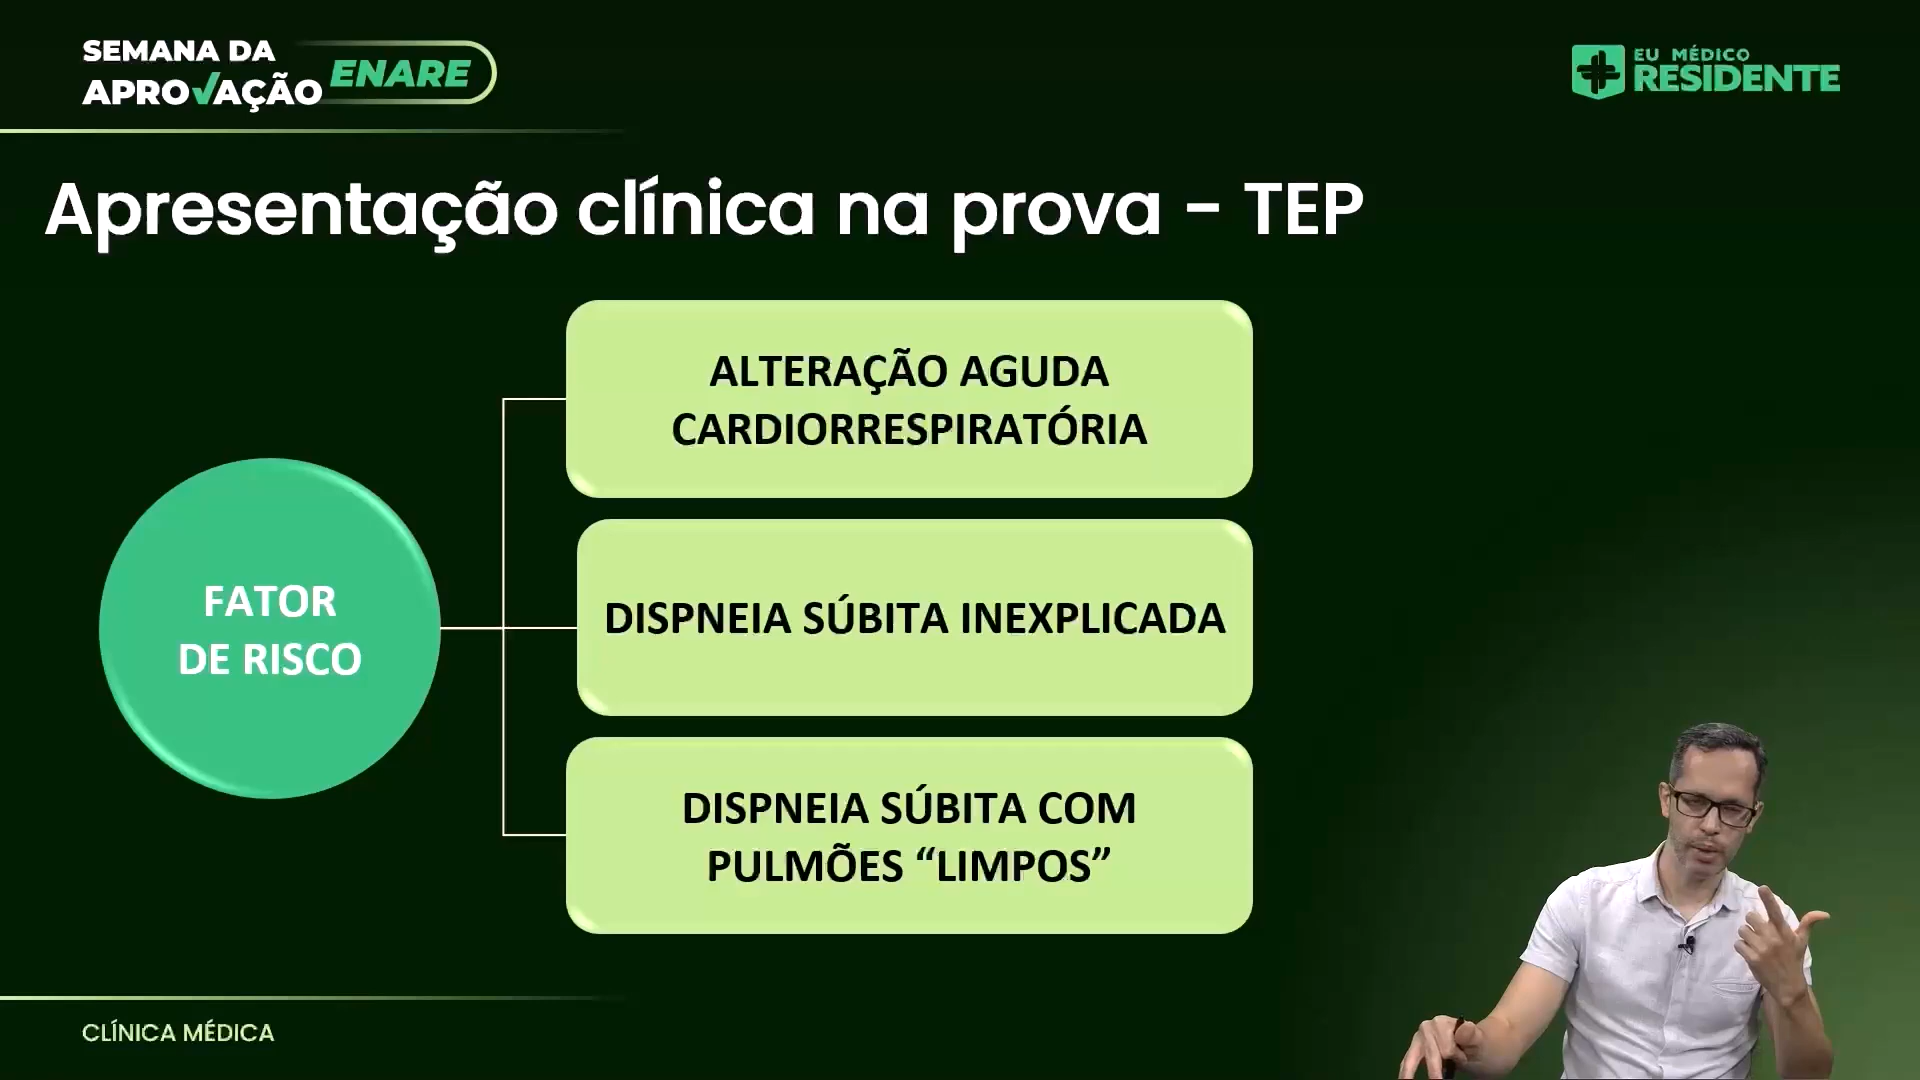 SEMANA DA
APROVAÇÃO ENARE
EU MÉDICO
RESIDENTE
Apresentação clínica na prova - TEP
ALTERAÇÃO AGUDA
CARDIORRESPIRATÓRIA
FATOR
DE RISCO
DISPNEIA SÚBITA INEXPLICADA
DISPNEIA SÚBITA COM
PULMÕES “LIMPOS”
CLÍNICA MÉDICA